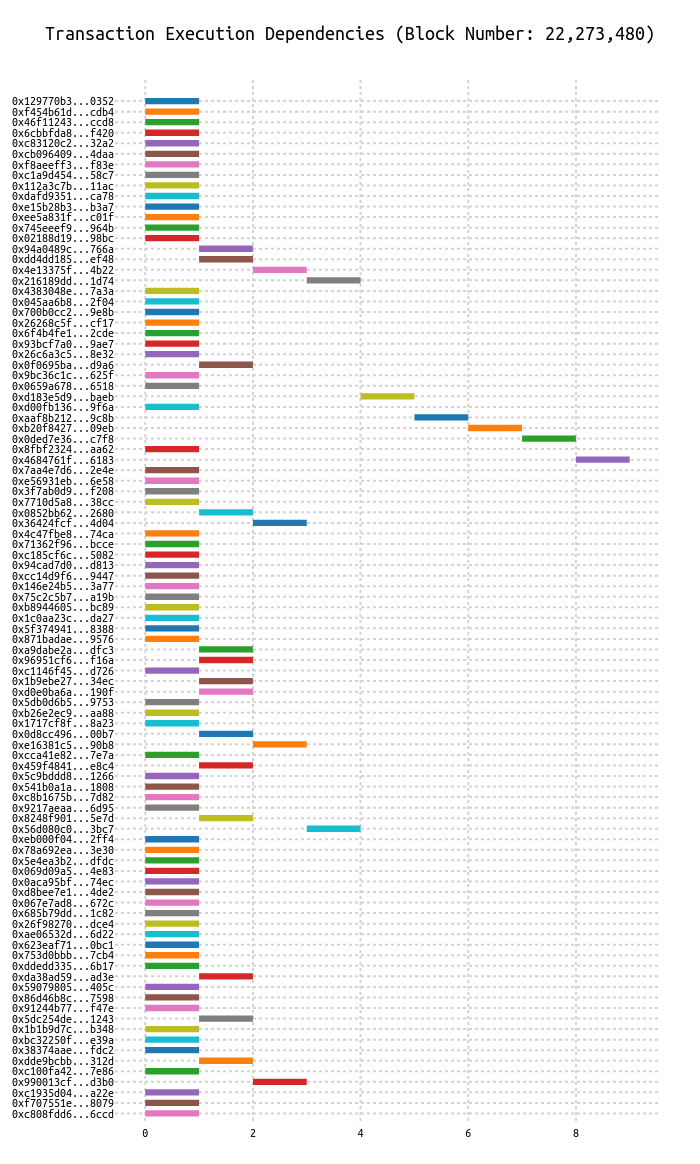 Transaction Execution Dependencies (Block Number: 22,273,480)
0x129770b3...0352
0xf454b61d...cdb4
0x46f11243...ccd8
0x6cbbfda8...f420
0xc83120c2...32a2
0xcb096409...4daa
0xf8aeeff3...f83e
0xc1a9d454...58c7
0x112a3c7b...11ac
0xdafd9351...ca78
0xe15b28b3...b3a7
0xee5a831f...c01f
0x745eeef9...964b
0x02188d19...98bc
0x94a0489c...766a
0xdd4dd185...ef48
0x4e13375f...4b22
0x216189dd...1d74
0x4383048e...7a3a
0x045aa6b8...2f04
0x700b0cc2...9e8b
0x26268c5f...cf17
0x6f4b4fe1...2cde
0x93bcf7a0...9ae7
0x26c6a3c5...8e32
0x0f0695ba...d9a6
0x9bc36c1c...625f
0x0659a678...6518
0xd183e5d9...baeb
0xd00fb136...9f6a
0xaaf8b212...9c8b
0xb20f8427...09eb
0x0ded7e36...c7f8
0x8fbf2324...aa62
0x4684761f...6183
0x7aa4e7d6...2e4e
0xe56931eb...6e58
0x3f7ab0d9...f208
0x7710d5a8...38cc
0x0852bb62...2680
0x36424fcf...4d04
0x4c47fbe8...74ca
0x71362f96...bcce
0xc185cf6c...5082
0x94cad7d0...d813
0xcc14d9f6...9447
0x146e24b5...3a77
0x75c2c5b7...a19b
0xb8944605...bc89
0x1c0aa23c...da27
0x5f374941...8388
0x871badae...9576
0xa9dabe2a...dfc3
0x96951cf6...f16a
0xc1146f45...d726
0x1b9ebe27...34ec
0xd0e0ba6a...190f
0x5db0d6b5...9753
0xb26e2ec9...aa88
0x1717cf8f...8a23
0x0d8cc496...00b7
0xe16381c5...90b8
0xcca41e82...7e7a
0x459f4841...e8c4
0x5c9bddd8...1266
0x541b0a1a...1808
0xc8b1675b...7d82
0x9217aeaa...6d95
0x8248f901...5e7d
0x56d080c0...3bc7
0xeb000f04...2ff4
0x78a692ea...3e30
0x5e4ea3b2...dfdc
0x069d09a5...4e83
0x0aca95bf...74ec
0xd8bee7e1...4de2
0x067e7ad8...672c
0x685b79dd...1c82
0x26f98270...dce4
0xae06532d...6d22
0x623eaf71...0bc1
0x753d0bbb...7cb4
0xddedd335...6b17
0xda38ad59...ad3e
0x59079805...405c
0x86d46b8c...7598
0x91244b77...f47e
0x5dc254de...1243
0x1b1b9d7c...b348
0xbc32250f...e39a
0x38374aae...fdc2
0xdde9bcbb...312d
0xc100fa42...7e86
0x990013cf...d3b0
0xc1935d04...a22e
0xf707551e...8079
0xc808fdd6...6ccd
0 2 4 6 8